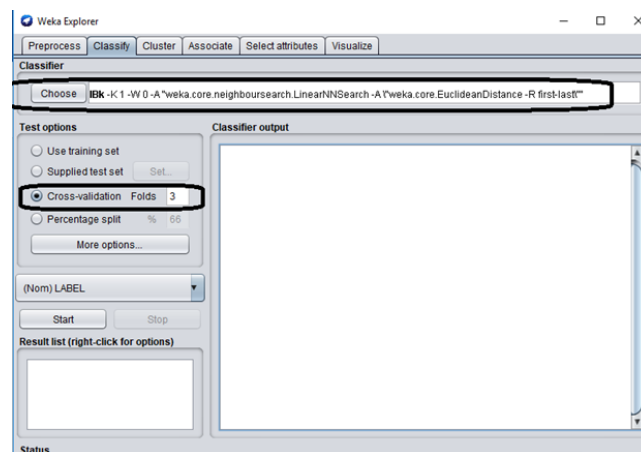 Weka Explorer
Preprocess Classify Cluster Associate Select attributes Visualize
Classifier
Choose IBk -K 1 -W 0 -A "weka.core.neighboursearch.LinearNNSearch -A \"weka.core.EuclideanDistance -R first-last\""
Test options
Classifier output
Use training set
Supplied test set Set...
Cross-validation Folds 3
Percentage split % 66
More options...
(Nom) LABEL
Start Stop
Result list (right-click for options)
Status